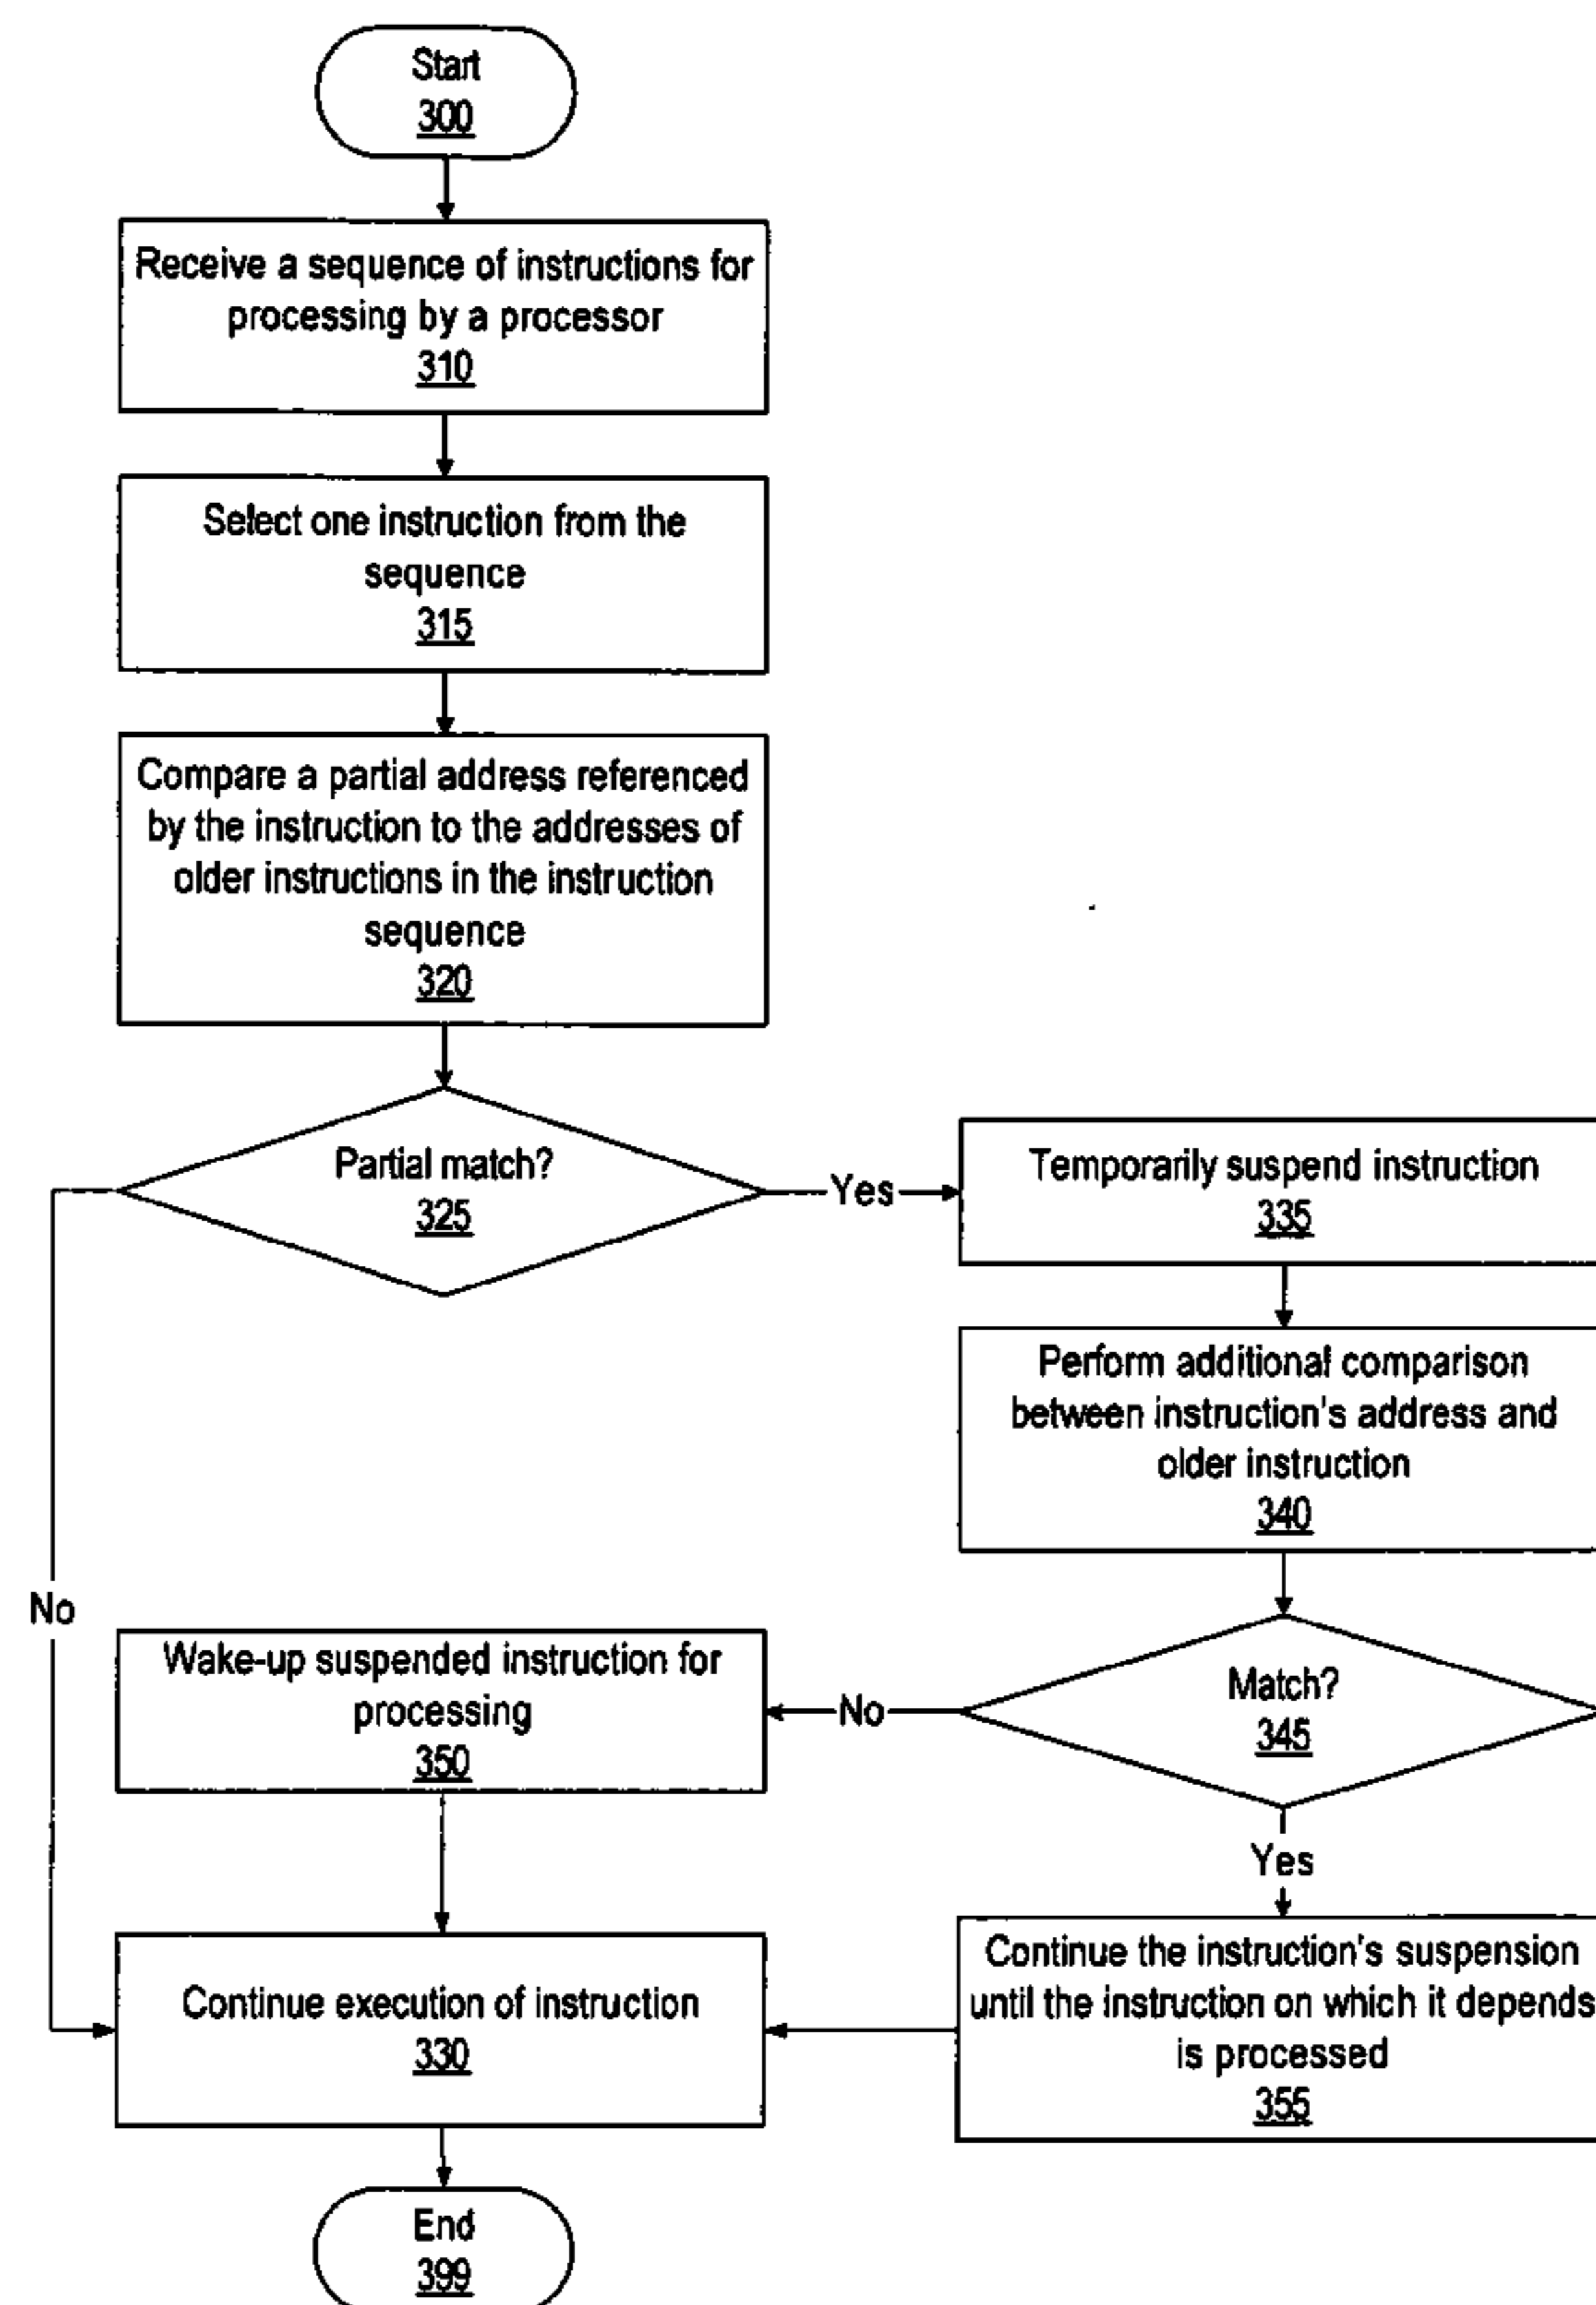 Start
300
Receive a sequence of instructions for
processing by a processor
310
Select one instruction from the
sequence
315
Compare a partial address referenced
by the instruction to the addresses of
older instructions in the instruction
sequence
320
Partial match?
325
Yes
Temporarily suspend instruction
335
Perform additional comparison
between instruction's address and
older instruction
340
Match?
345
No
No
Wake-up suspended instruction for
processing
350
Yes
Continue the instruction's suspension
until the instruction on which it depends
is processed
355
Continue execution of instruction
330
End
399